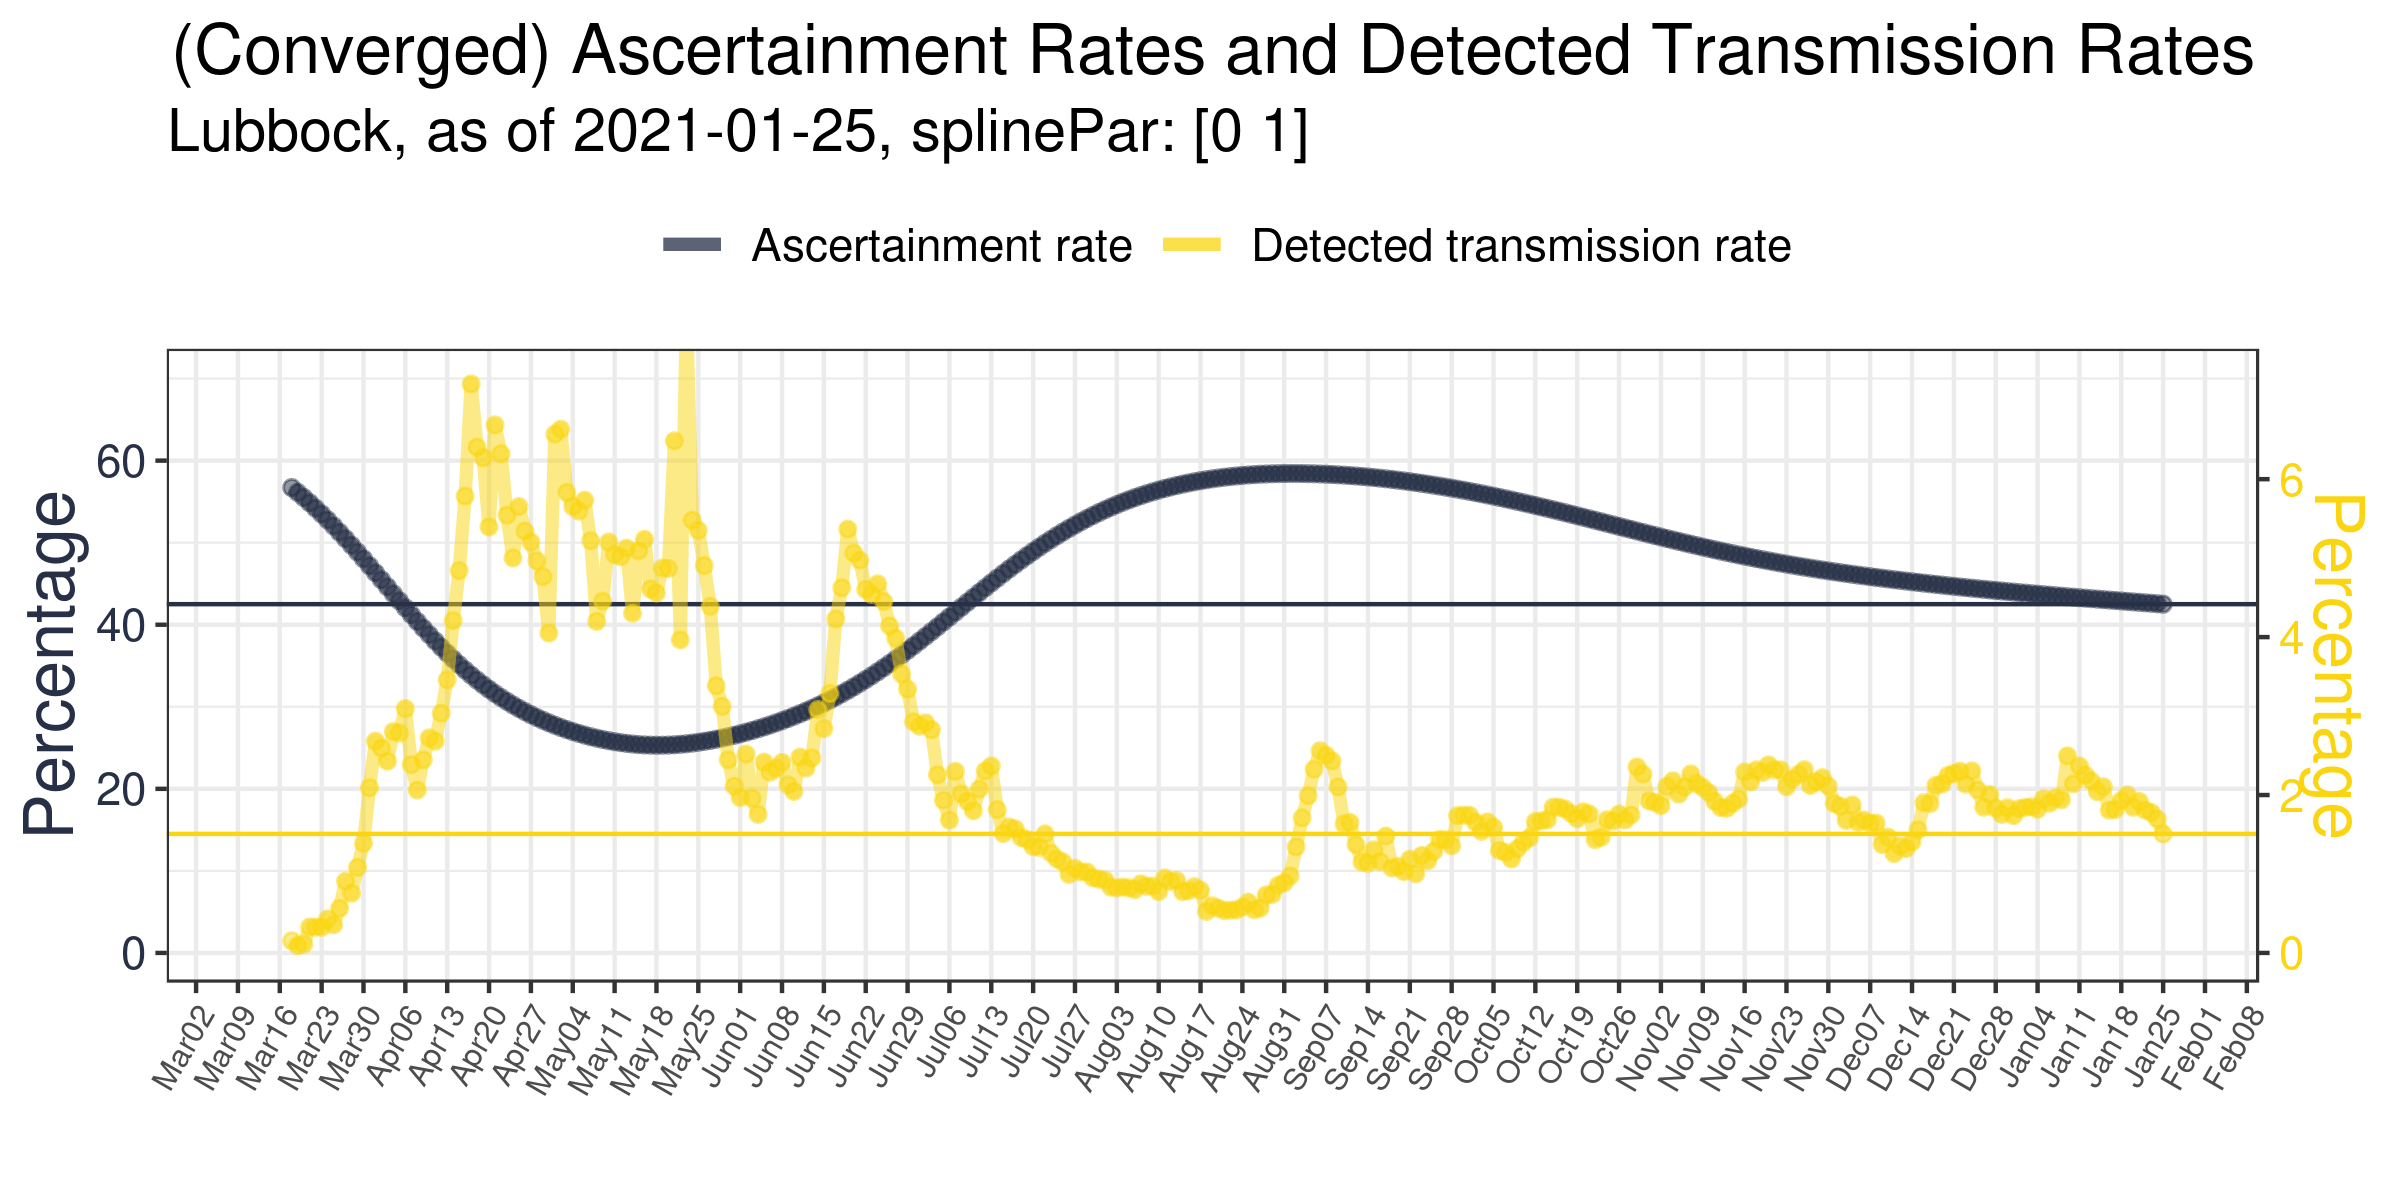 (Converged) Ascertainment Rates and Detected Transmission Rates
Lubbock, as of 2021-01-25, splinePar: [0 1]
Ascertainment rate
Detected transmission rate
Percentage
60
40
20
0
6
4
2
0
Percentage
Mar02
Mar09
Mar16
Mar23
Mar30
Apr06
Apr13
Apr20
Apr27
May04
May11
May18
May25
Jun01
Jun08
Jun15
Jun22
Jun29
Jul06
Jul13
Jul20
Jul27
Aug03
Aug10
Aug17
Aug24
Aug31
Sep07
Sep14
Sep21
Sep28
Oct05
Oct12
Oct19
Oct26
Nov02
Nov09
Nov16
Nov23
Nov30
Dec07
Dec14
Dec21
Dec28
Jan04
Jan11
Jan18
Jan25
Feb01
Feb08